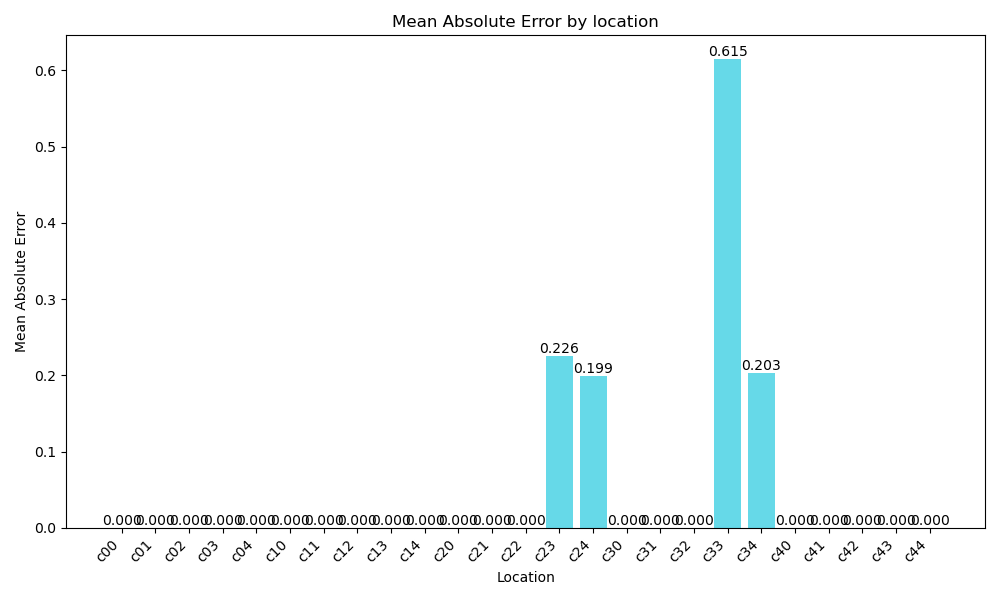 Mean Absolute Error by location
Mean Absolute Error
0.6
0.5
0.4
0.3
0.2
0.1
0.0
0.000 0.000 0.000 0.000 0.000 0.000 0.000 0.000 0.000 0.000 0.000 0.000 0.000 0.226 0.199 0.000 0.000 0.000 0.615 0.203 0.000 0.000 0.000 0.000 0.000
c00 c01 c02 c03 c04 c10 c11 c12 c13 c14 c20 c21 c22 c23 c24 c30 c31 c32 c33 c34 c40 c41 c42 c43 c44
Location